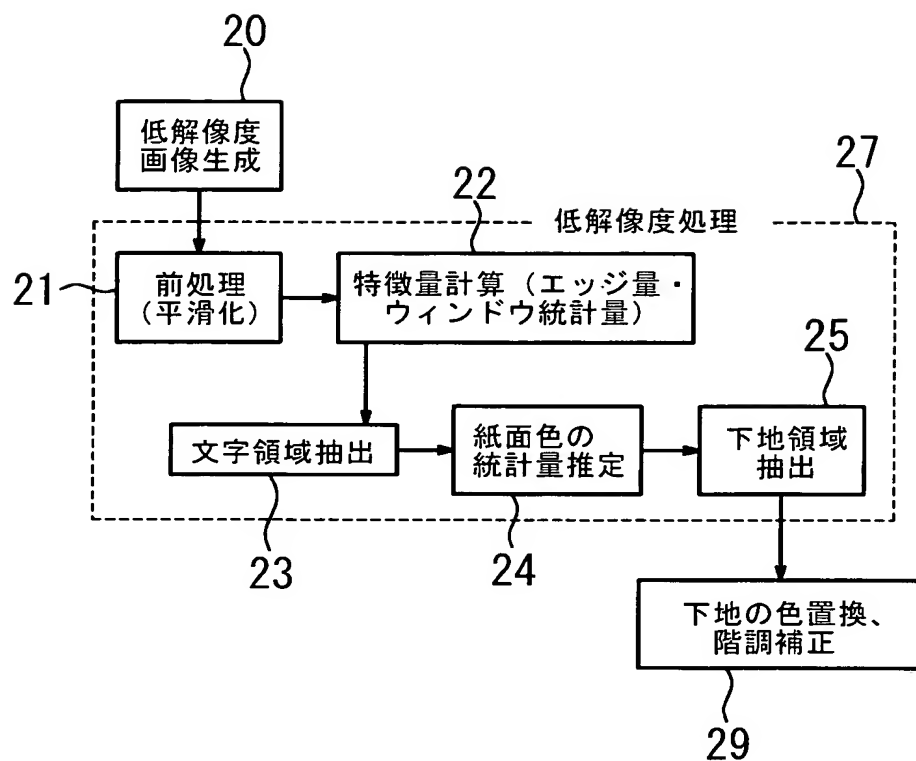 20
低解像度
画像生成
27
22
低解像度処理
21
前処理
(平滑化)
特徴量計算(エッジ量・
ウィンドウ統計量)
25
文字領域抽出
紙面色の
統計量推定
下地領域
抽出
23
24
下地の色置換、
階調補正
29